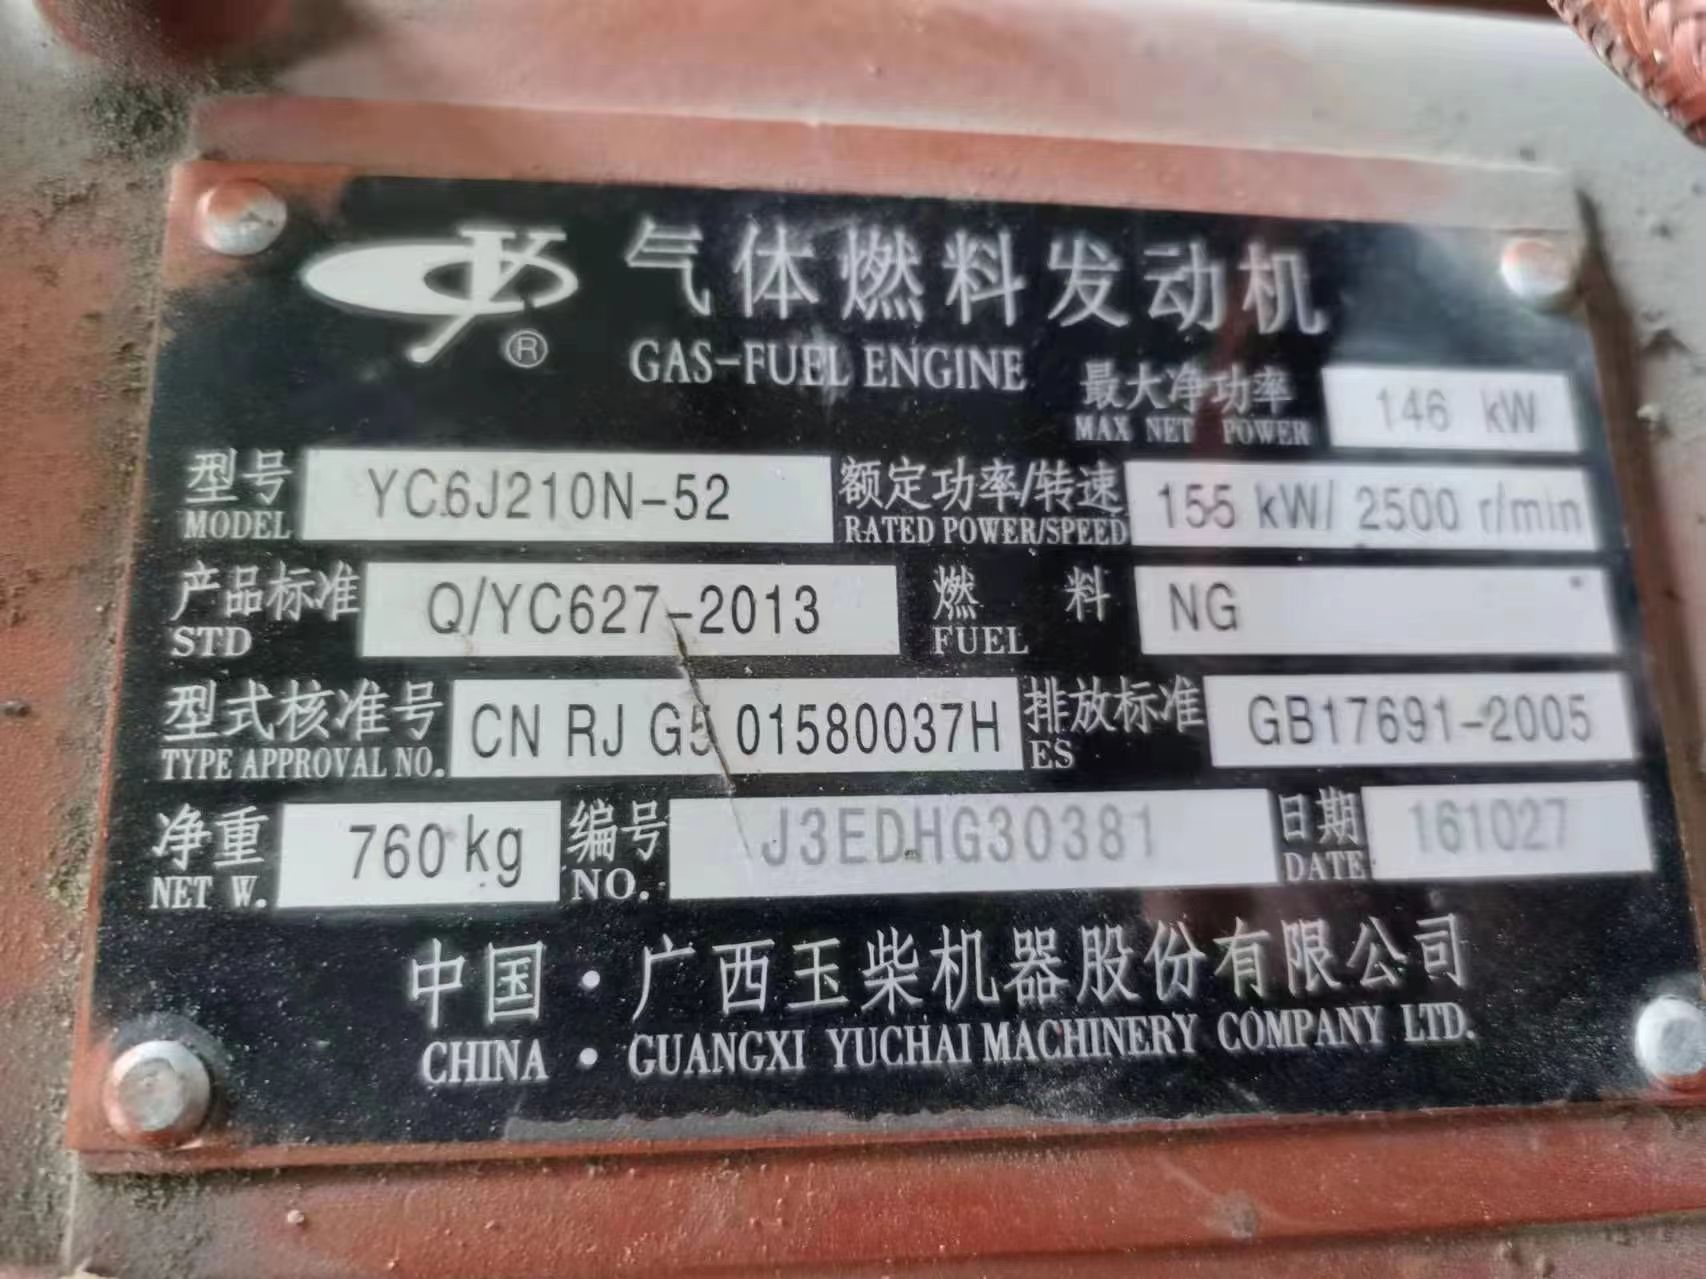 气体燃料发动机
GAS-FUEL ENGINE
®
最大净功率 146 kW
MAX NET POWER
型号 YC6J210N-52 额定功率/转速 155 kW/ 2500 r/min
MODEL RATED POWER/SPEED
产品标准 Q/YC627-2013 燃料 NG
STD FUEL
型式核准号 CN RJ G5 01580037H 排放标准 GB17691-2005
TYPE APPROVAL NO. ES
净重 760kg 编号 J3EDHG30381 日期 161027
NET W. NO. DATE
中国·广西玉柴机器股份有限公司
CHINA · GUANGXI YUCHAI MACHINERY COMPANY LTD.